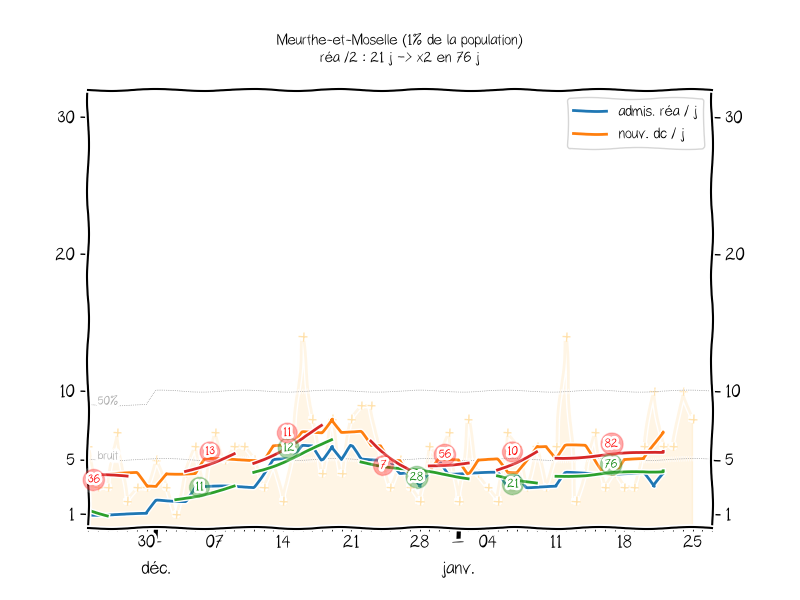 Meurthe-et-Moselle (1% de la population)
réa /2 : 21 j -> x2 en 76 j
admis. réa / j
nouv. dc / j
30 30
20 20
10 10
50%
bruit
5 5
1 1
36 13 11 7 56 10 82
11 12 28 21 76
30 07 14 21 28 04 11 18 25
déc. janv.